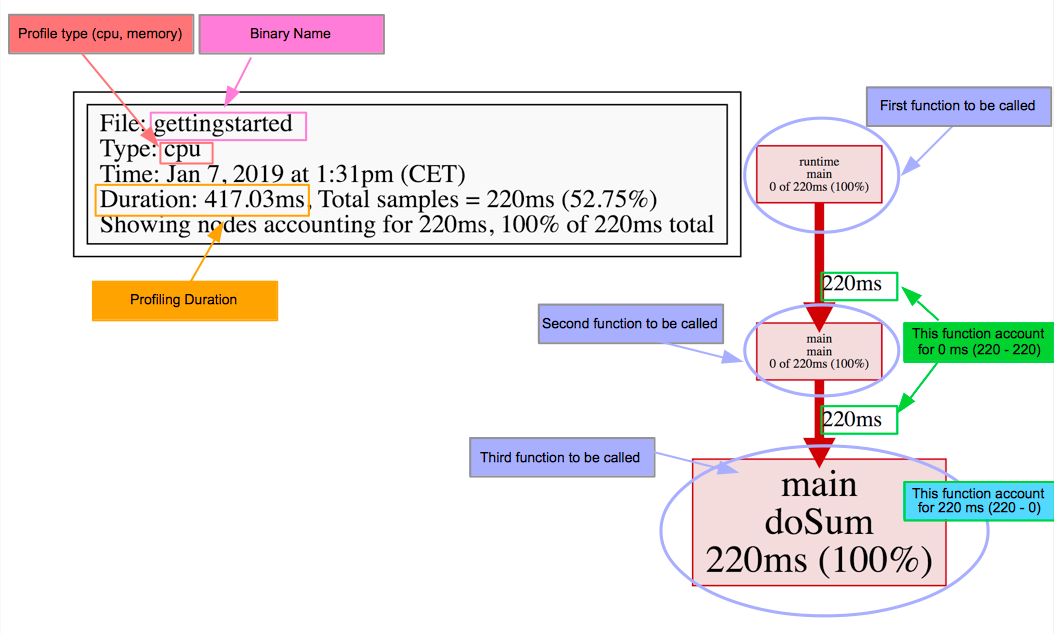 Profile type (cpu, memory)
Binary Name
File: gettingstarted
Type: cpu
Time: Jan 7, 2019 at 1:31pm (CET)
Duration: 417.03ms, Total samples = 220ms (52.75%)
Showing nodes accounting for 220ms, 100% of 220ms total
Profiling Duration
First function to be called
runtime
main
0 of 220ms (100%)
220ms
Second function to be called
main
main
0 of 220ms (100%)
This function account
for 0 ms (220 - 220)
220ms
Third function to be called
main
doSum
220ms (100%)
This function account
for 220 ms (220 - 0)